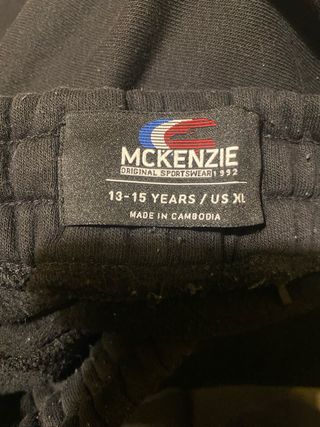 MCKENZIE
ORIGINAL SPORTSWEAR 1992
13-15 YEARS / US XL
MADE IN CAMBODIA